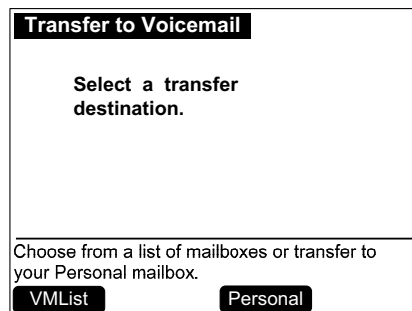 Transfer to Voicemail
Select a transfer
destination.
Choose from a list of mailboxes or transfer to
your Personal mailbox.
VMList Personal